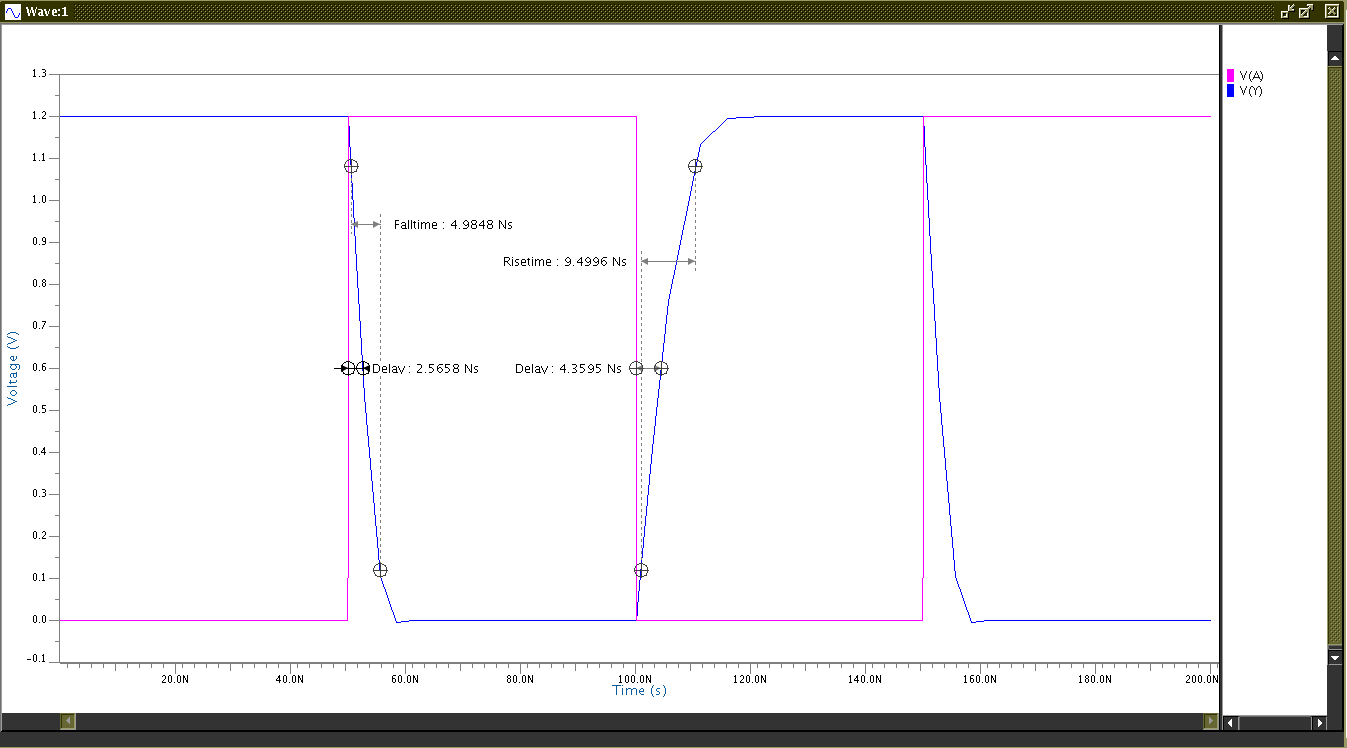 Wave:1
V(A)
V(Y)
1.3
1.2
1.1
1.0
0.9
0.8
0.7
0.6
0.5
0.4
0.3
0.2
0.1
0.0
-0.1
Voltage (V)
Falltime : 4.9848 Ns
Risetime : 9.4996 Ns
Delay : 2.5658 Ns
Delay : 4.3595 Ns
20.0N
40.0N
60.0N
80.0N
100.0N
120.0N
140.0N
160.0N
180.0N
200.0N
Time (s)